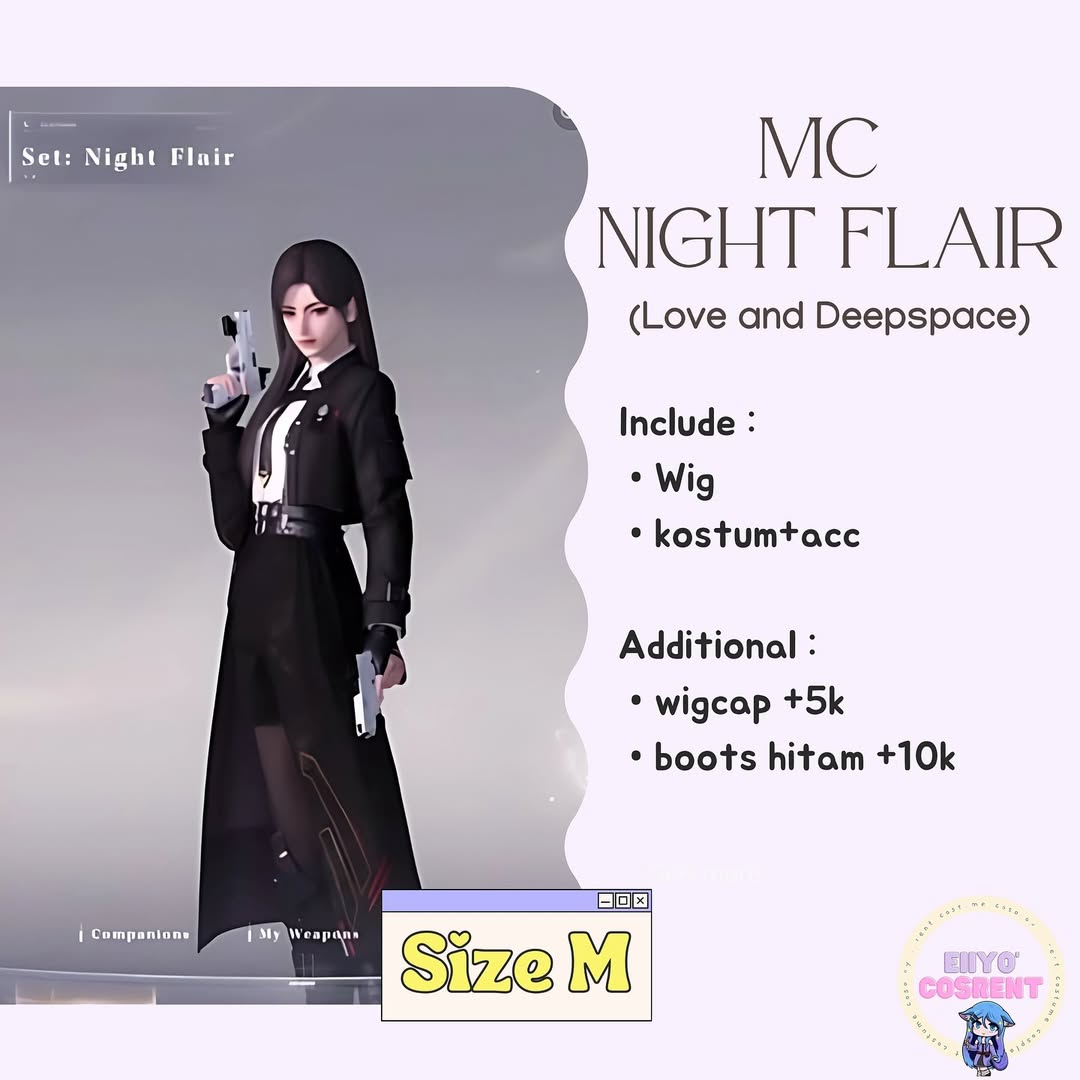 Set: Night Flair
MC
NIGHT FLAIR
(Love and Deepspace)
Include :
• Wig
• kostum+acc
Additional :
• wigcap +5k
• boots hitam +10k
Companions
My Weapons
Size M
EIIYO'
COSRENT